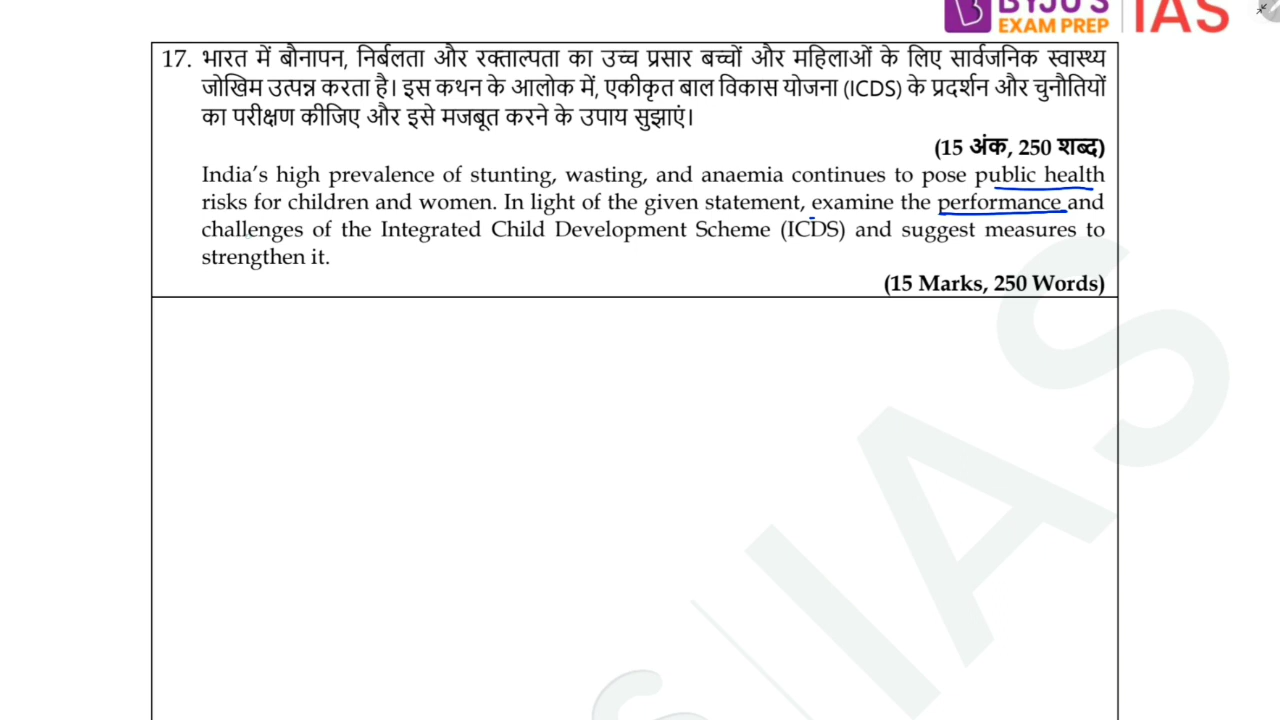 BYJU'S IAS
EXAM PREP
17. भारत में बौनापन, निर्बलता और रक्ताल्पता का उच्च प्रसार बच्चों और महिलाओं के लिए सार्वजनिक स्वास्थ्य
जोखिम उत्पन्न करता है। इस कथन के आलोक में, एकीकृत बाल विकास योजना (ICDS) के प्रदर्शन और चुनौतियों
का परीक्षण कीजिए और इसे मजबूत करने के उपाय सुझाएं।
(15 अंक, 250 शब्द)
India's high prevalence of stunting, wasting, and anaemia continues to pose public health
risks for children and women. In light of the given statement, examine the performance and
challenges of the Integrated Child Development Scheme (ICDS) and suggest measures to
strengthen it.
(15 Marks, 250 Words)
S IAS